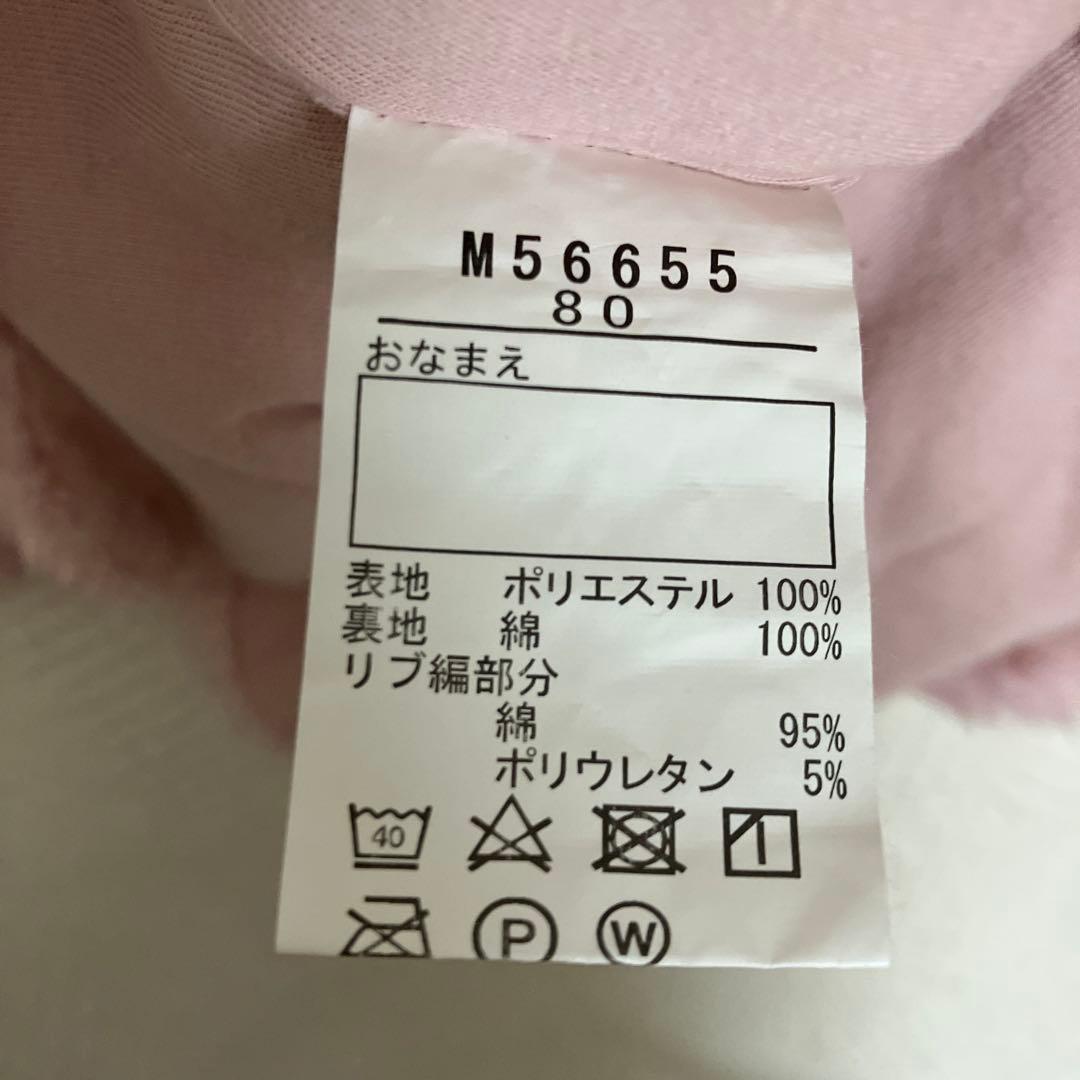 M56655
80
おなまえ
表地 ポリエステル 100%
裏地 綿 100%
リブ編部分
綿 95%
ポリウレタン 5%
40
P W